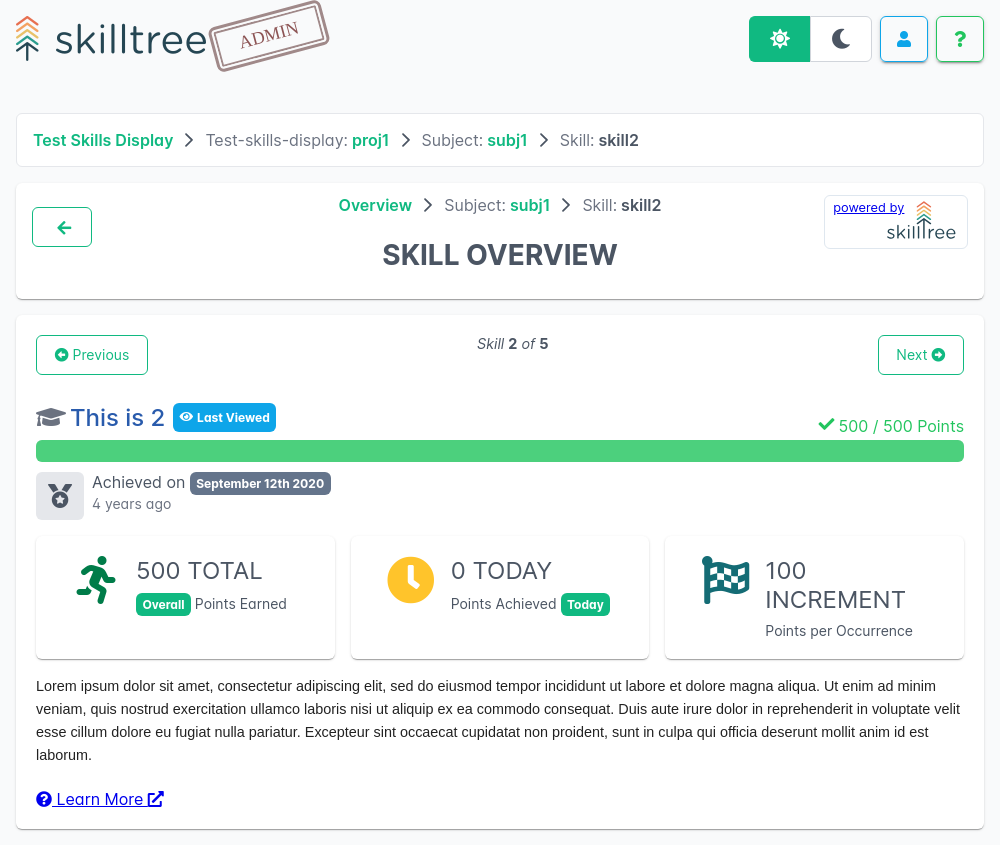 skilltree ADMIN
?
Test Skills Display Test-skills-display: proj1 Subject: subj1 Skill: skill2
Overview Subject: subj1 Skill: skill2
powered by
skilltree
SKILL OVERVIEW
Previous
Skill 2 of 5
Next
This is 2 Last Viewed
500 / 500 Points
Achieved on September 12th 2020
4 years ago
500 TOTAL
Overall Points Earned
0 TODAY
Points Achieved Today
100
INCREMENT
Points per Occurrence
Lorem ipsum dolor sit amet, consectetur adipiscing elit, sed do eiusmod tempor incididunt ut labore et dolore magna aliqua. Ut enim ad minim
veniam, quis nostrud exercitation ullamco laboris nisi ut aliquip ex ea commodo consequat. Duis aute irure dolor in reprehenderit in voluptate velit
esse cillum dolore eu fugiat nulla pariatur. Excepteur sint occaecat cupidatat non proident, sunt in culpa qui officia deserunt mollit anim id est
laborum.
Learn More